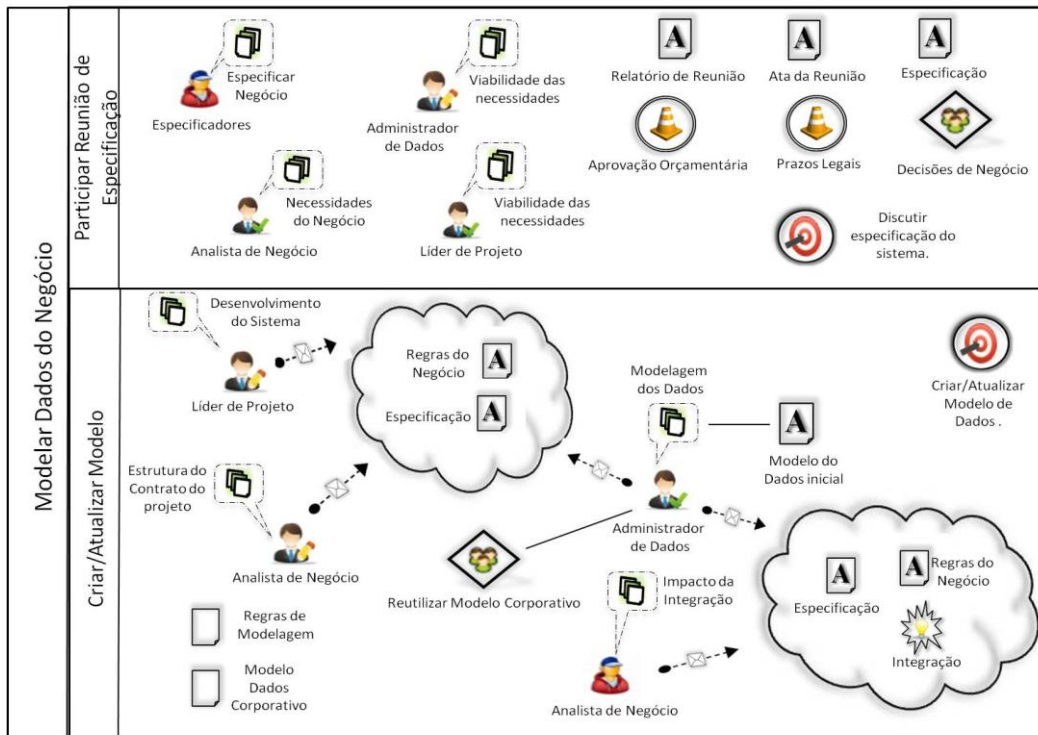 Modelar Dados do Negócio
Participar Reunião de
Especificação
Especificar
Negócio
Especificadores
Viabilidade das
necessidades
Administrador
de Dados
Relatório de Reunião
Ata da Reunião
Especificação
Aprovação Orçamentária
Prazos Legais
Decisões de Negócio
Necessidades
do Negócio
Analista de Negócio
Viabilidade das
necessidades
Líder de Projeto
Discutir
especificação do
sistema.
Criar/Atualizar Modelo
Desenvolvimento
do Sistema
Líder de Projeto
Regras do
Negócio
A
Especificação
A
Modelagem
dos Dados
A
Modelo do
Dados inicial
Criar/Atualizar
Modelo de
Dados .
Estrutura do
Contrato do
projeto
Analista de Negócio
Administrador
de Dados
Reutilizar Modelo Corporativo
Impacto da
Integração
Analista de Negócio
A
Especificação
A
Regras do
Negócio
Integração
Regras de
Modelagem
Modelo
Dados
Corporativo